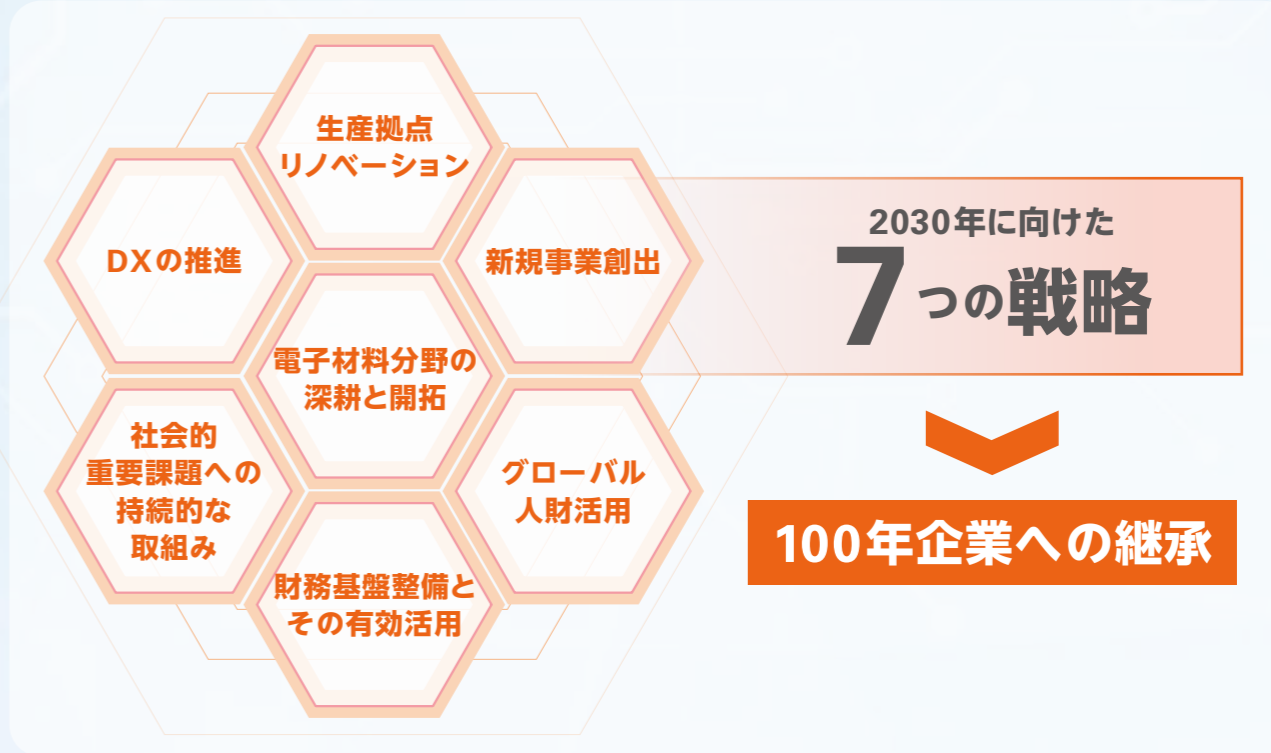 生産拠点
リノベーション
DXの推進
新規事業創出
電子材料分野の
深耕と開拓
社会的
重要課題への
持続的な
取組み
グローバル
人財活用
財務基盤整備と
その有効活用
2030年に向けた
7つの戦略
100年企業への継承